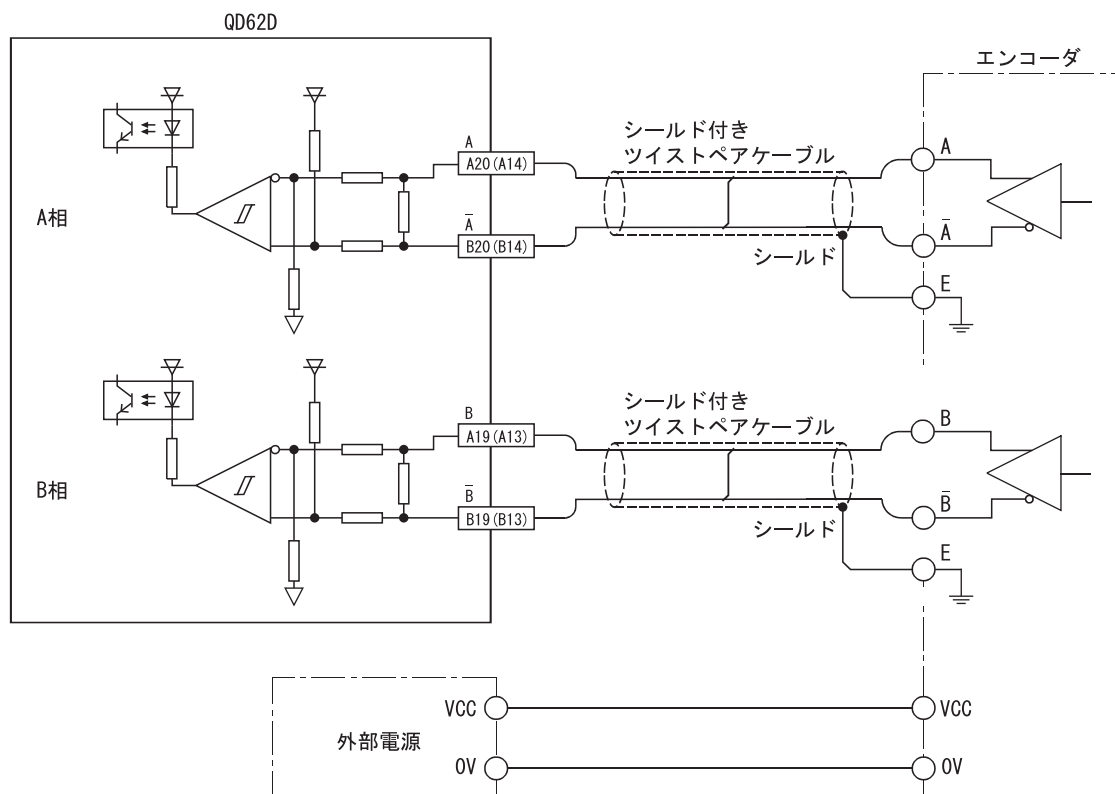 QD62D
エンコーダ
A相
A
A20(A14)
A̅
B20(B14)
シールド付き
ツイストペアケーブル
シールド
A
A̅
E
B相
B
A19(A13)
B̅
B19(B13)
シールド付き
ツイストペアケーブル
シールド
B
B̅
E
外部電源
VCC
VCC
0V
0V